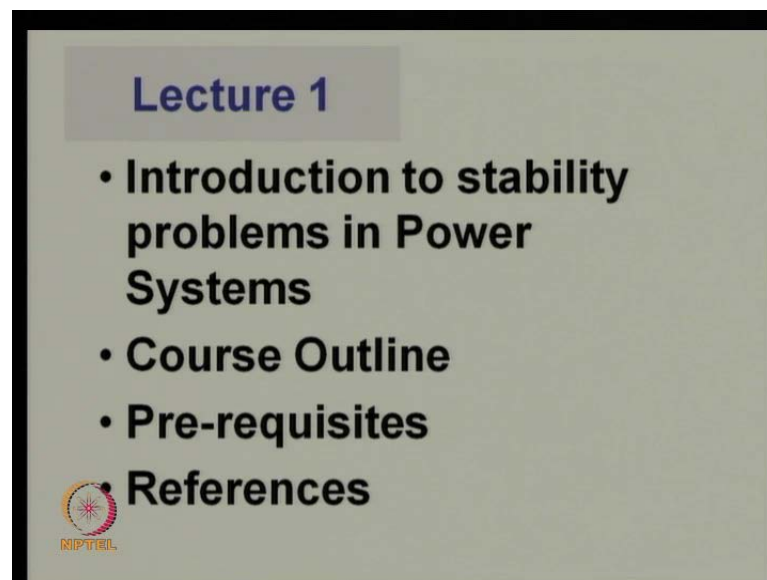 Lecture 1
• Introduction to stability
problems in Power
Systems
• Course Outline
• Pre-requisites
• References
NPTEL